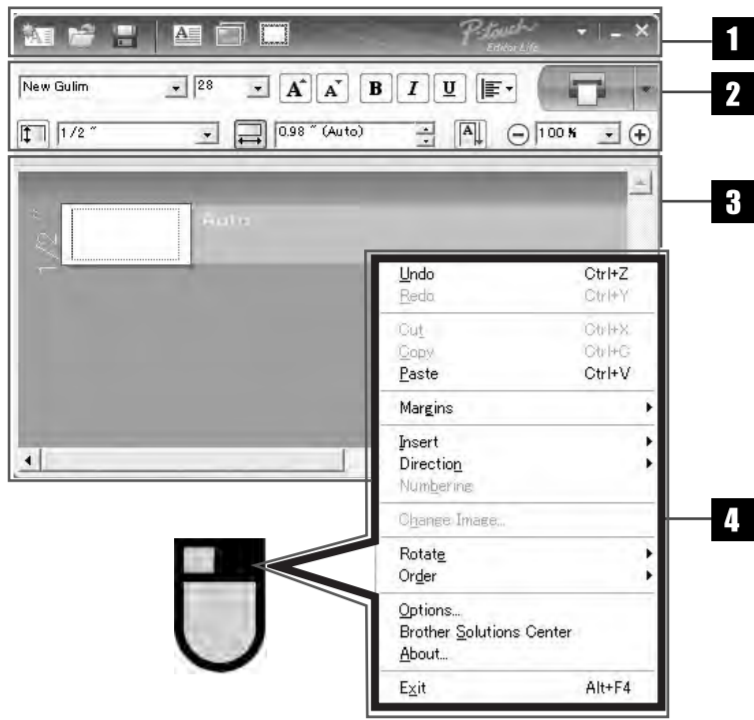 P-touch
Editor Lite
1
New Gulim
28
A
A
B
I
U
2
1/2 "
0.98 " (Auto)
A
100 %
3
Auto
1/2 "
Undo Ctrl+Z
Redo Ctrl+Y
Cut Ctrl+X
Copy Ctrl+C
Paste Ctrl+V
Margins
Insert
Direction
Numbering
Change Image...
Rotate
Order
Options...
Brother Solutions Center
About...
Exit Alt+F4
4